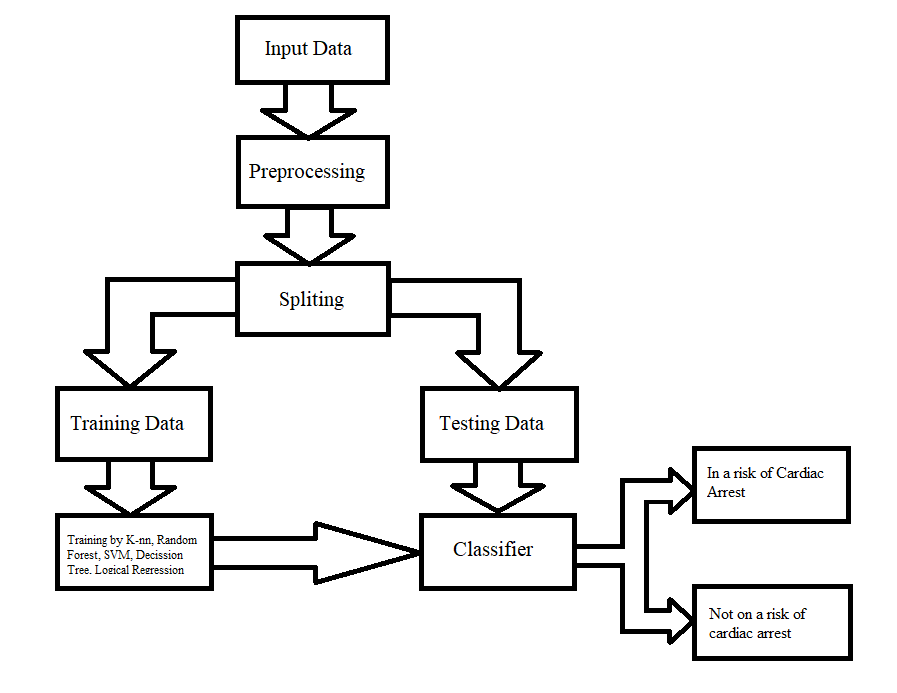 Input Data
Preprocessing
Spliting
Training Data
Testing Data
In a risk of Cardiac
Arrest
Training by K-nn, Random
Forest, SVM, Decission
Tree. Logical Regression
Classifier
Not on a risk of
cardiac arrest